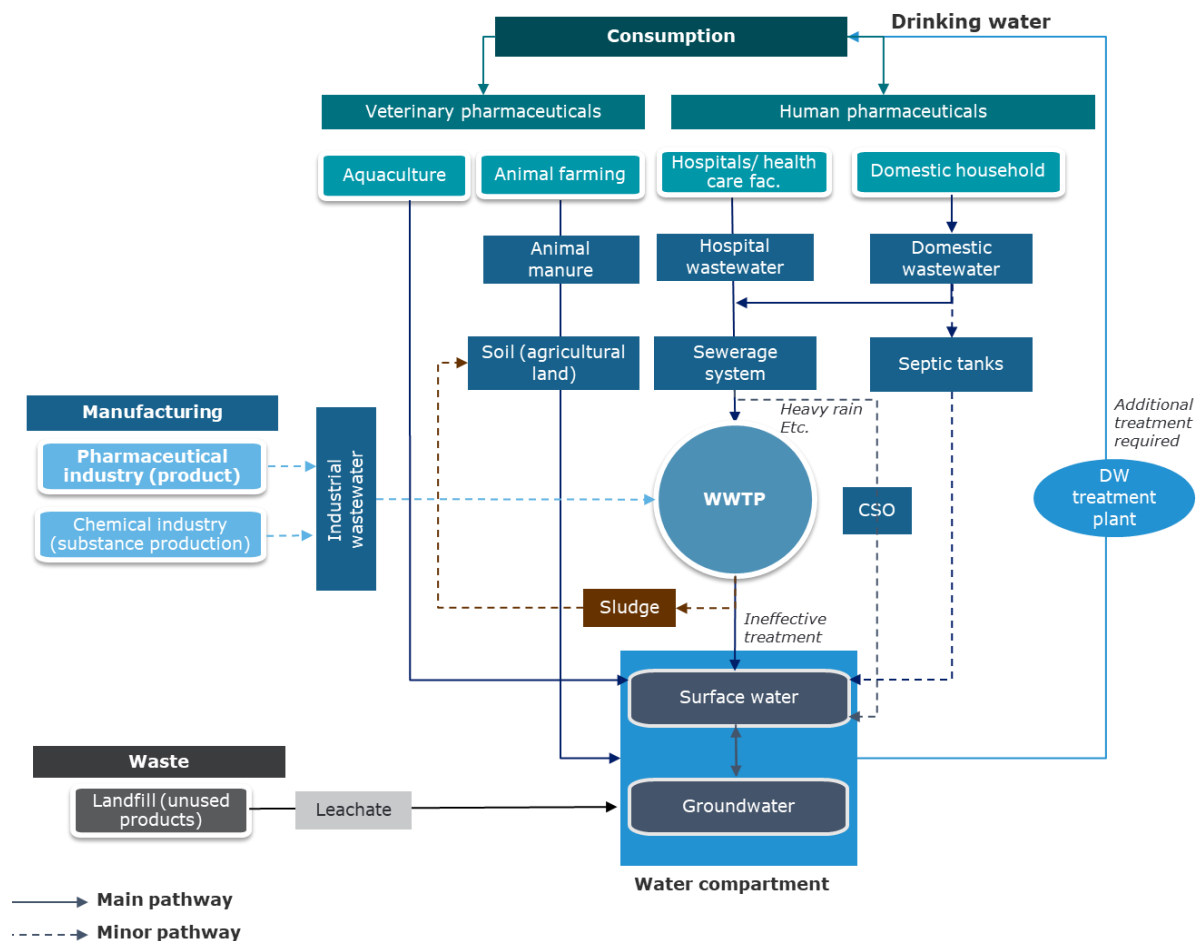 Drinking water
Consumption
Veterinary pharmaceuticals
Human pharmaceuticals
Aquaculture
Animal farming
Hospitals/ health
care fac.
Domestic household
Animal
manure
Hospital
wastewater
Domestic
wastewater
Soil (agricultural
land)
Sewerage
system
Septic tanks
Manufacturing
Pharmaceutical
industry (product)
Chemical industry
(substance production)
Industrial
wastewater
Heavy rain
Etc.
WWTP
CSO
Additional
treatment
required
DW
treatment
plant
Sludge
Ineffective
treatment
Surface water
Groundwater
Water compartment
Waste
Landfill (unused
products)
Leachate
Main pathway
Minor pathway